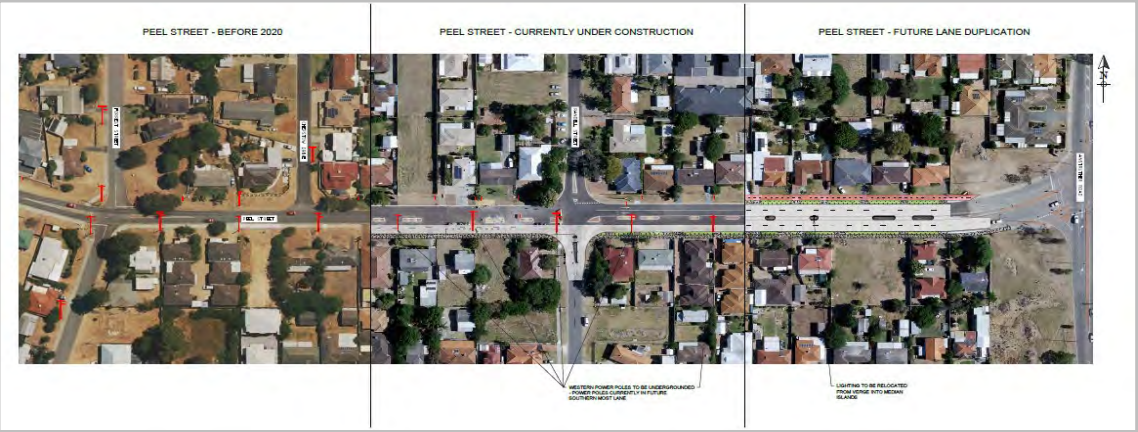 PEEL STREET - BEFORE 2020
PEEL STREET - CURRENTLY UNDER CONSTRUCTION
PEEL STREET - FUTURE LANE DUPLICATION
PEEL STREET
WESTERN POWER POLES TO BE UNDERGROUNDED
- POWER POLES CURRENTLY IN FUTURE
SOUTHERN MOST LANE
LIGHTING TO BE RELOCATED
FROM VERGE INTO MEDIAN
ISLANDS